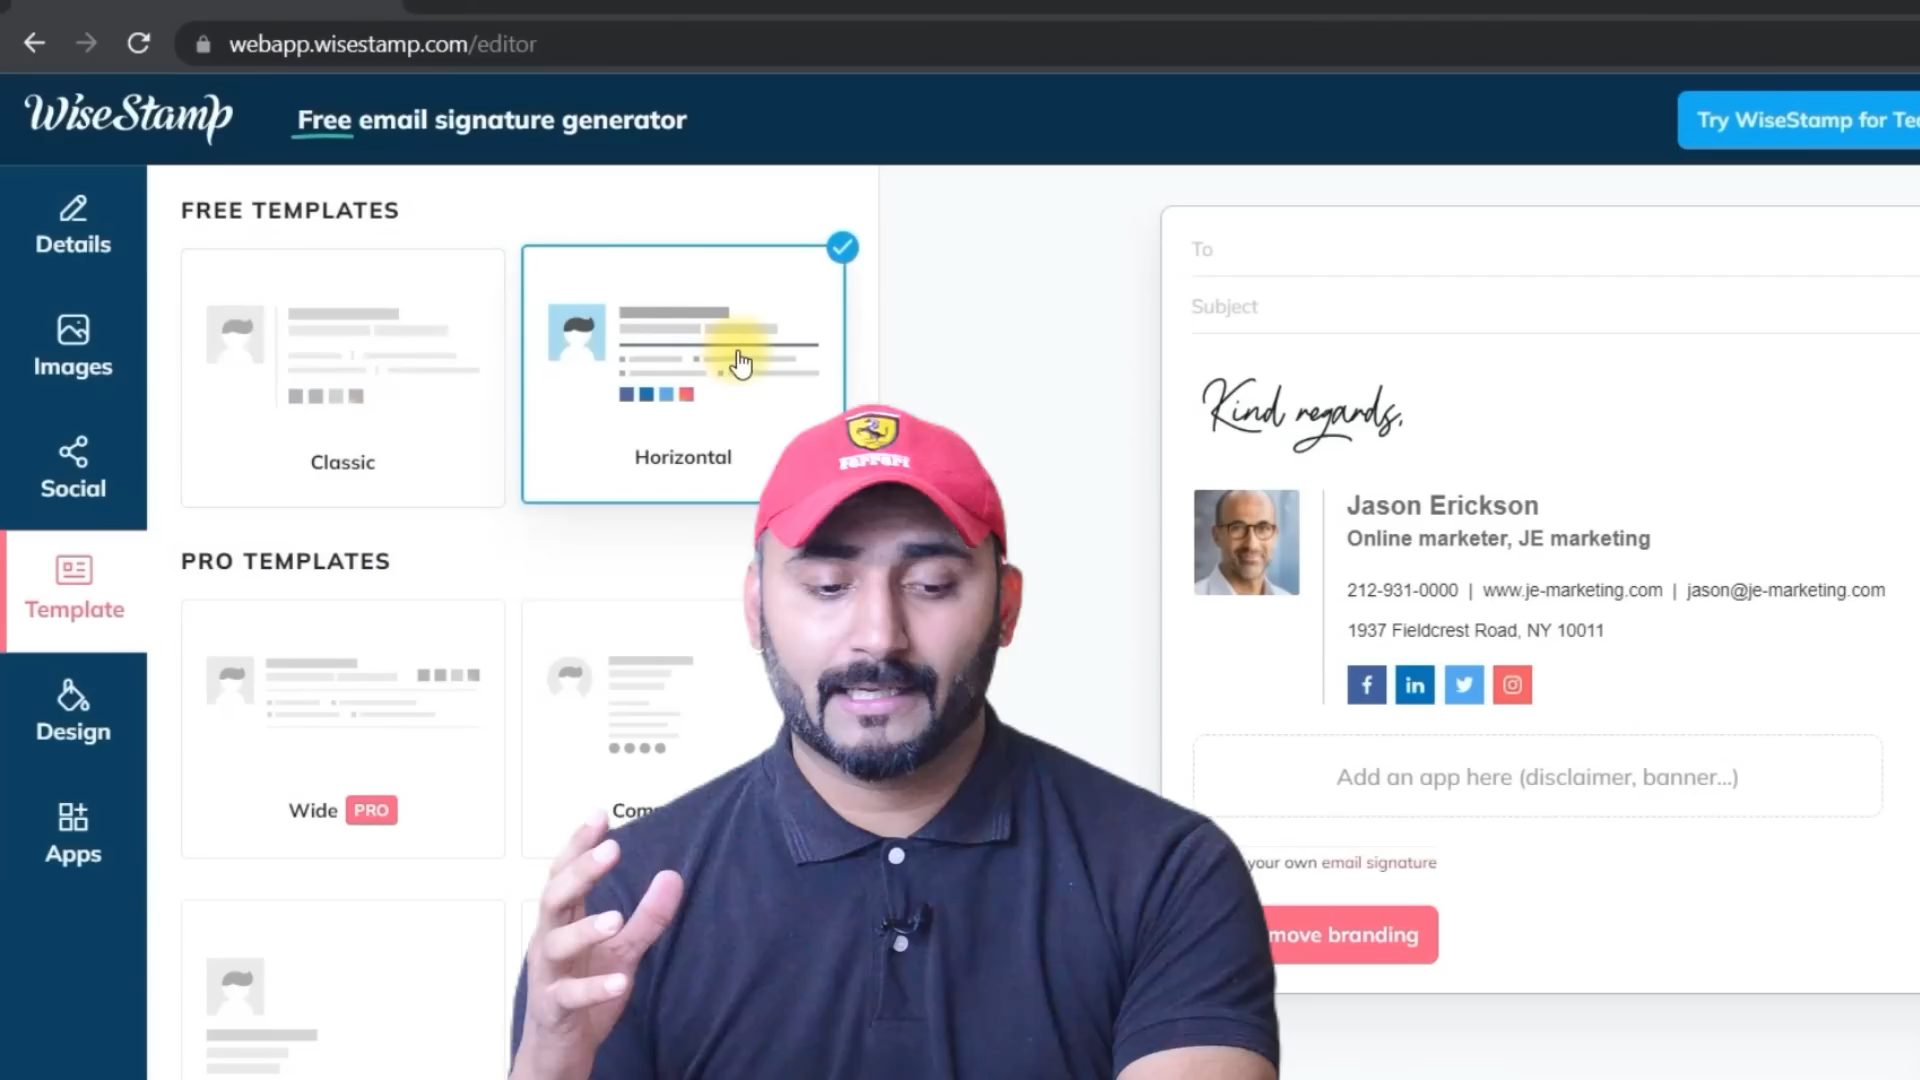 webapp.wisestamp.com/editor
WiseStamp
Free email signature generator
Try WiseStamp for
Details
Images
Social
Template
Design
Apps
FREE TEMPLATES
Classic
Horizontal
PRO TEMPLATES
Wide PRO
To
Subject
Kind regards,
Jason Erickson
Online marketer, JE marketing
212-931-0000 | www.je-marketing.com | jason@je-marketing.com
1937 Fieldcrest Road, NY 10011
f in
Add an app here (disclaimer, banner...)
your own email signature
move branding
Ferrari